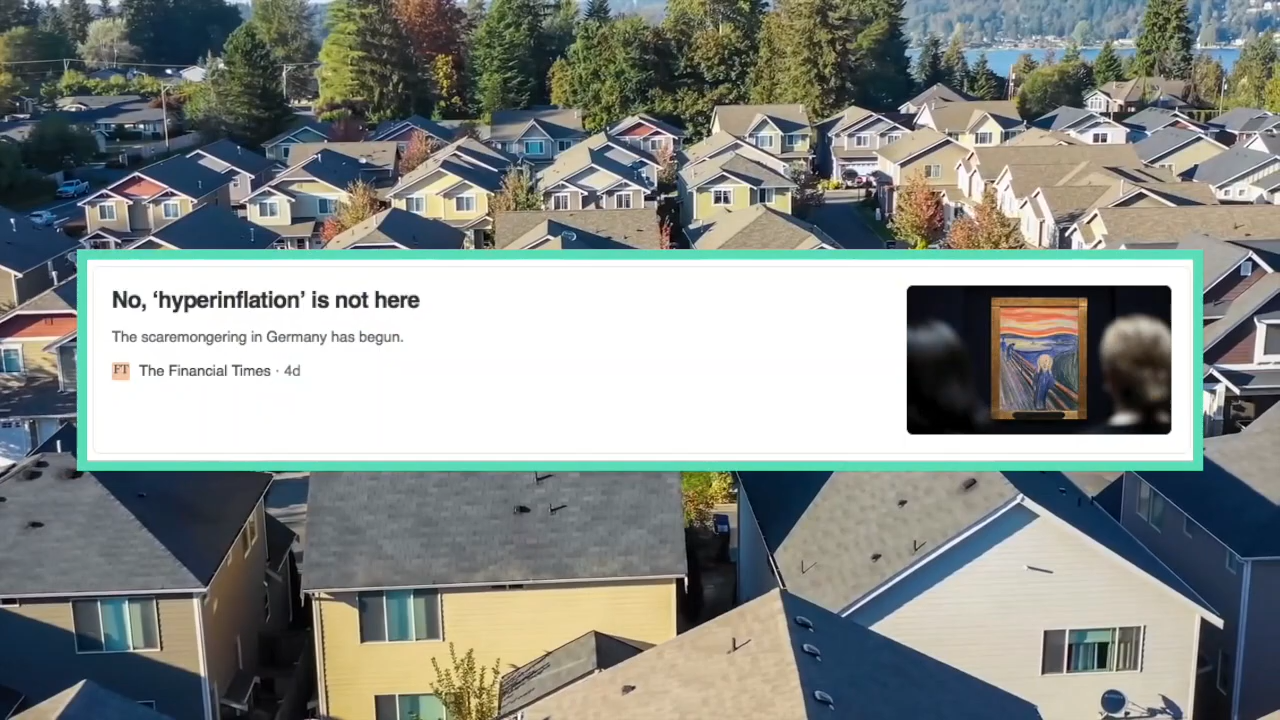 No, ‘hyperinflation’ is not here
The scaremongering in Germany has begun.
FT The Financial Times · 4d